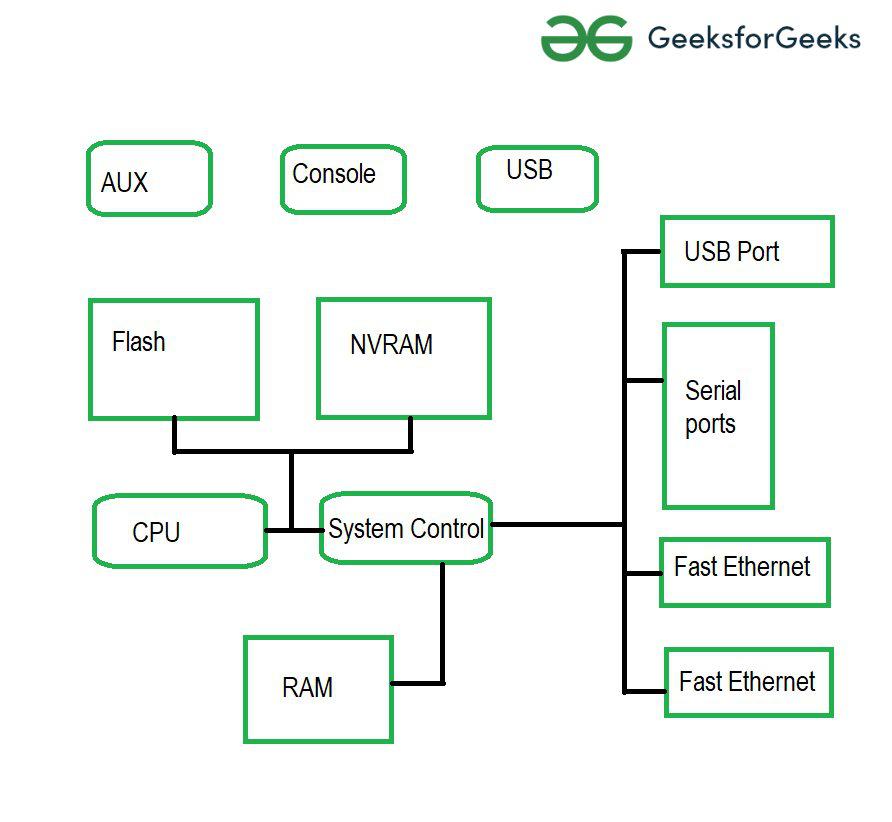 GeeksforGeeks
AUX
Console
USB
USB Port
Flash
NVRAM
Serial
ports
CPU
System Control
Fast Ethernet
RAM
Fast Ethernet